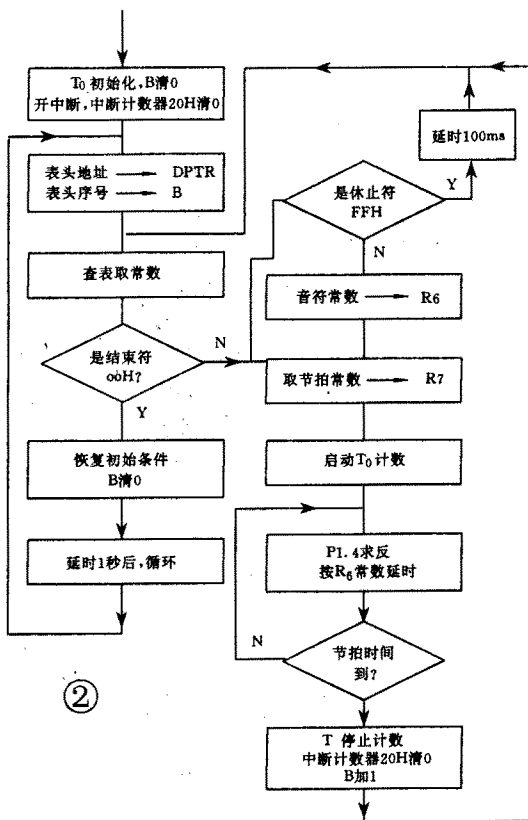 T₀ 初始化,B清0
开中断,中断计数器20H清0
表头地址 → DPTR
表头序号 → B
查表取常数
是结束符
ooH?
N
Y
恢复初始条件
B清0
延时1秒后,循环
②
延时100ms
是休止符
FFH
Y
N
音符常数 → R6
取节拍常数 → R7
启动T₀计数
P1.4求反
按R₆常数延时
节拍时间
到?
N
T 停止计数
中断计数器20H清0
B加1